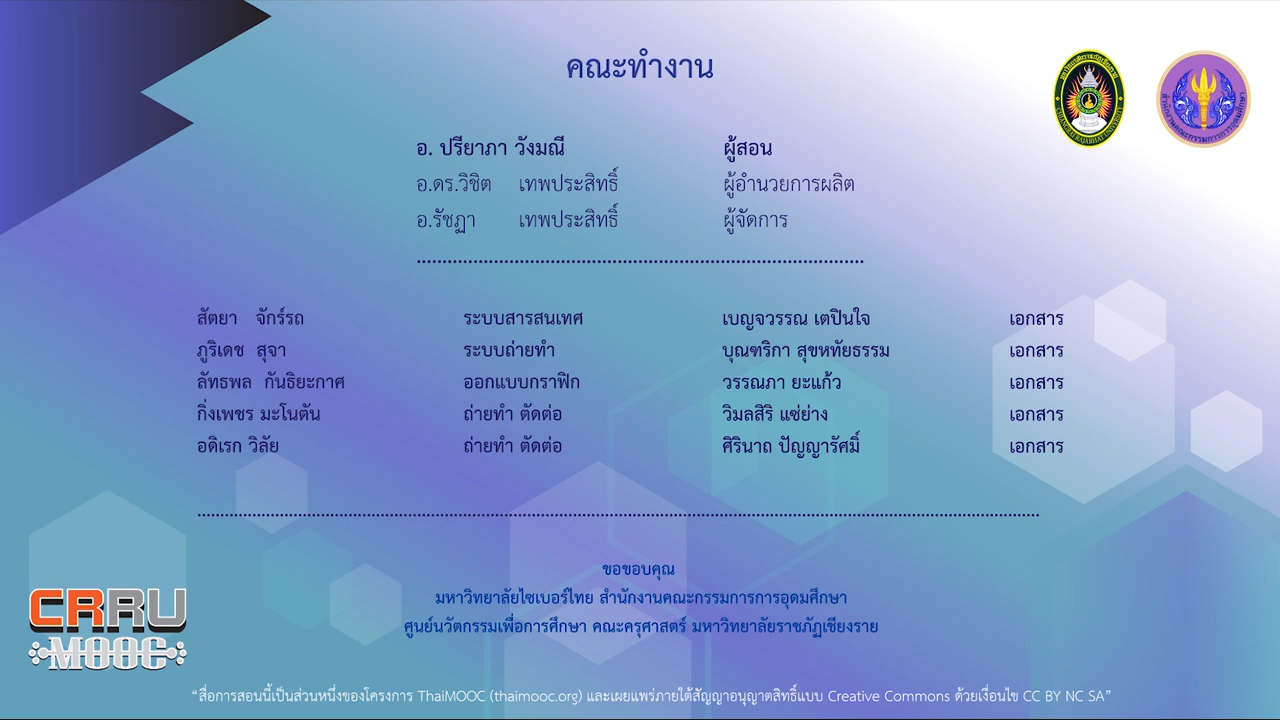 คณะทำงาน
อ. ปรียาภา วังมณี ผู้สอน
อ.ดร.วิชิต เทพประสิทธิ์ ผู้อำนวยการผลิต
อ.รัชฎา เทพประสิทธิ์ ผู้จัดการ
สัตยา จักร์รถ ระบบสารสนเทศ เบญจวรรณ เตปินใจ เอกสาร
ภูริเดช สุจา ระบบถ่ายทำ บุณฑริกา สุขหทัยธรรม เอกสาร
ลัทธพล กันธิยะกาศ ออกแบบกราฟิก วรรณภา ยะแก้ว เอกสาร
กิ่งเพชร มะโนตัน ถ่ายทำ ตัดต่อ วิมลสิริ แซ่ย่าง เอกสาร
อดิเรก วิลัย ถ่ายทำ ตัดต่อ ศิรินาถ ปัญญารัศมิ์ เอกสาร
ขอขอบคุณ
มหาวิทยาลัยไซเบอร์ไทย สำนักงานคณะกรรมการการอุดมศึกษา
ศูนย์นวัตกรรมเพื่อการศึกษา คณะครุศาสตร์ มหาวิทยาลัยราชภัฏเชียงราย
CRRU
MOOC
“สื่อการสอนนี้เป็นส่วนหนึ่งของโครงการ ThaiMOOC (thaimooc.org) และเผยแพร่ภายใต้สัญญาอนุญาตสิทธิ์แบบ Creative Commons ด้วยเงื่อนไข CC BY NC SA”